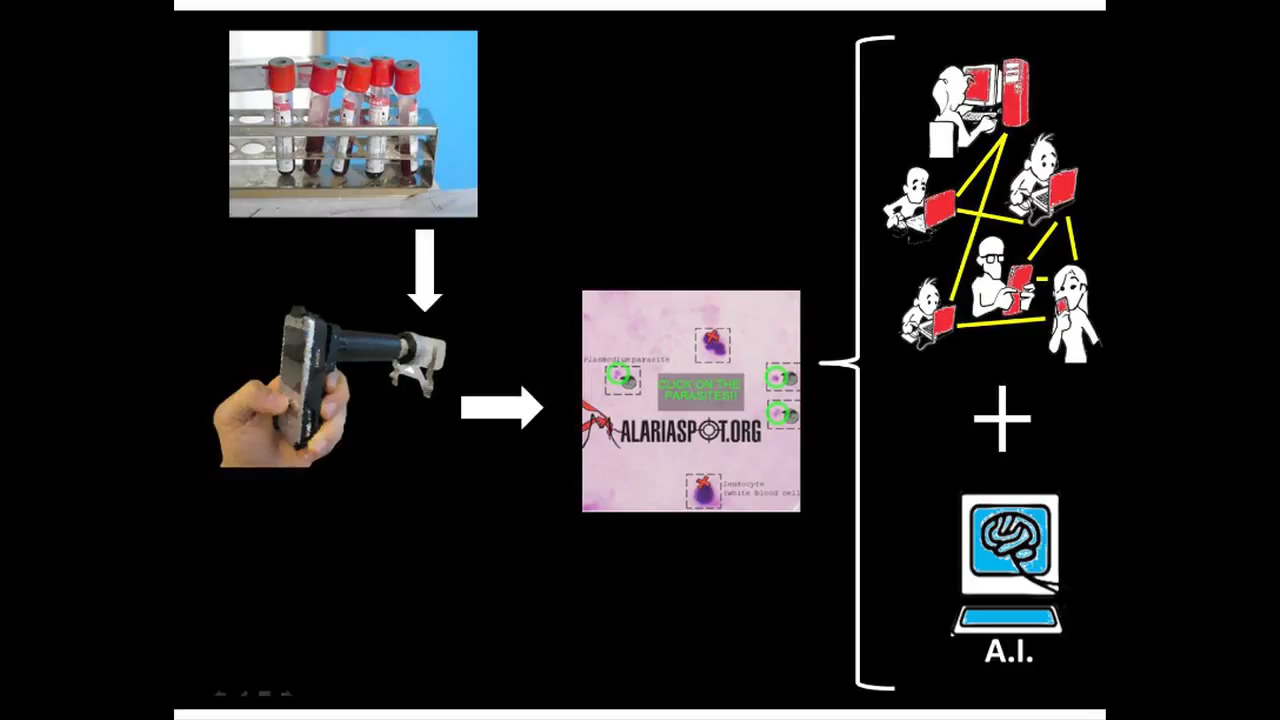 Plasmodium parasite
CLICK ON THE
PARASITES!!
ALARIASPOT.ORG
Leukocyte
(White blood cell
A.I.